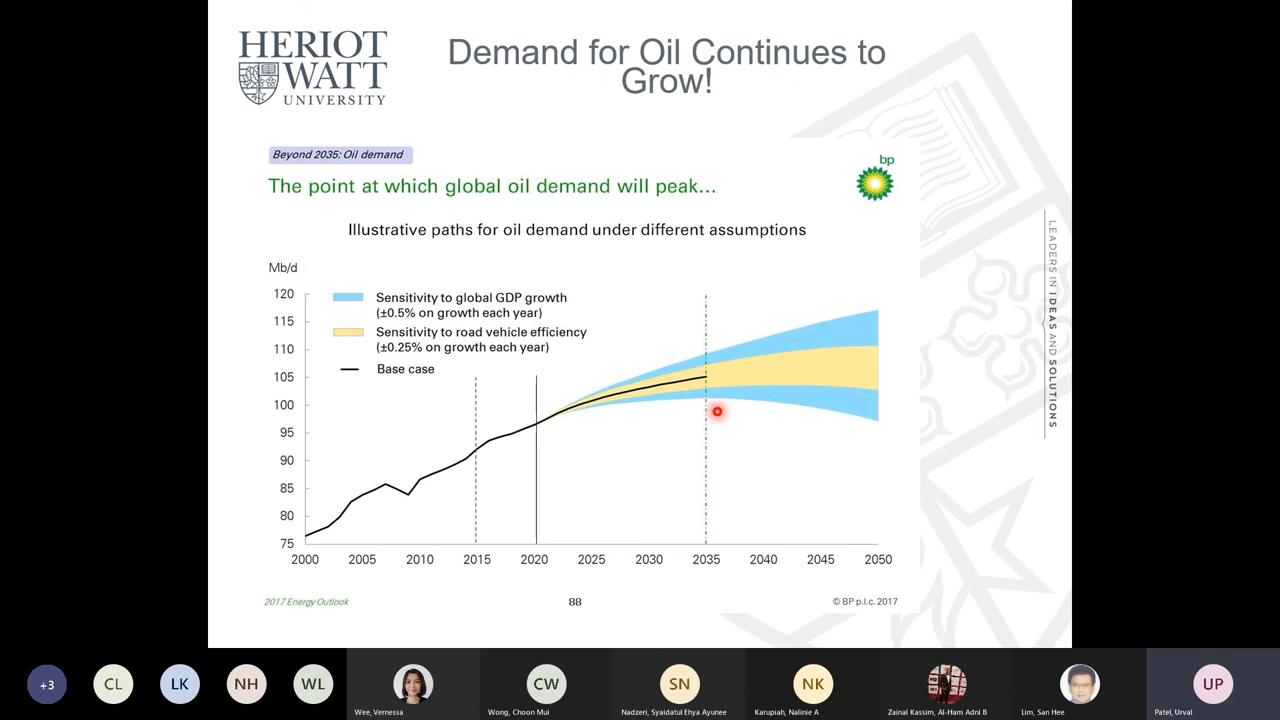 HERIOT
WATT
UNIVERSITY
Demand for Oil Continues to
Grow!
Beyond 2035: Oil demand
bp
The point at which global oil demand will peak...
Illustrative paths for oil demand under different assumptions
Mb/d
120
115
110
105
100
95
90
85
80
75
Sensitivity to global GDP growth
(±0.5% on growth each year)
Sensitivity to road vehicle efficiency
(±0.25% on growth each year)
Base case
2000 2005 2010 2015 2020 2025 2030 2035 2040 2045 2050
2017 Energy Outlook
88
© BP p.l.c. 2017
LEADERS IN IDEAS AND SOLUTIONS
+3 CL LK NH WL CW SN NK UP
Wee, Vernessa
Wong, Choon Mui
Nadzeri, Syaidatul Ehya Ayunee
Karupiah, Nalinie A
Zainal Kassim, Al-Ham Adni B
Lim, San Hee
Patel, Urval